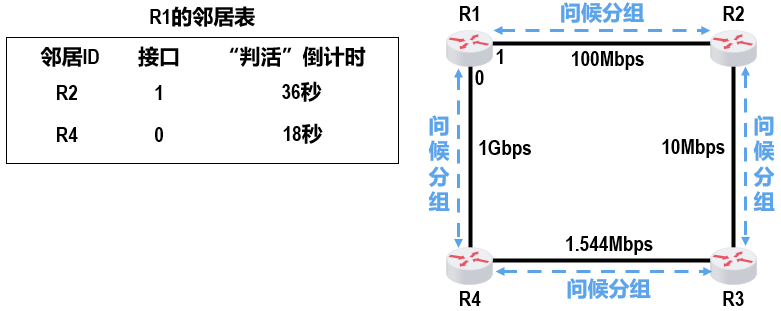 R1的邻居表
邻居ID 接口 “判活”倒计时
R2 1 36秒
R4 0 18秒
R1 问候分组 R2
1 100Mbps
0
问候分组 1Gbps 10Mbps 问候分组
1.544Mbps
R4 问候分组 R3